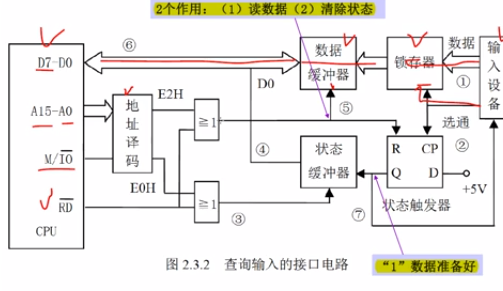 2个作用：（1）读数据（2）清除状态
D7-D0
⑥
数据
缓冲器
锁存器
数据
①
输入设备
D0
⑤
选通
②
A15-A0
地址译码
E2H
≧1
M/IO
E0H
④
状态
缓冲器
R
CP
Q
D
+5V
RD
≧1
③
⑦
状态触发器
CPU
图 2.3.2 查询输入的接口电路
“1”数据准备好